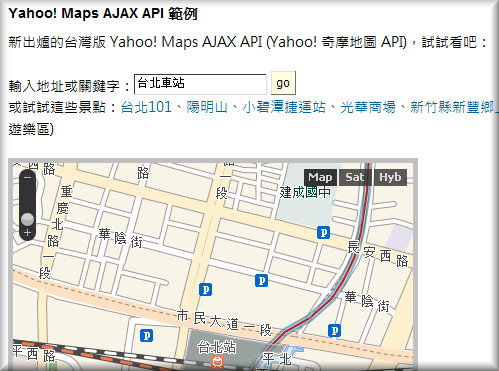 Yahoo! Maps AJAX API 範例
新出爐的台灣版 Yahoo! Maps AJAX API (Yahoo! 奇摩地圖 API)，試試看吧：
輸入地址或關鍵字：台北車站 go
或試試這些景點：台北101、陽明山、小碧潭捷運站、光華商場、新竹縣新豐鄉
遊樂區)
Map Sat Hyb
重慶北路一段
華陰街
路一段
建成國中
長安西路
華陰街
市民大道一段
台北站
平西路
平北
P
P
P
P
P